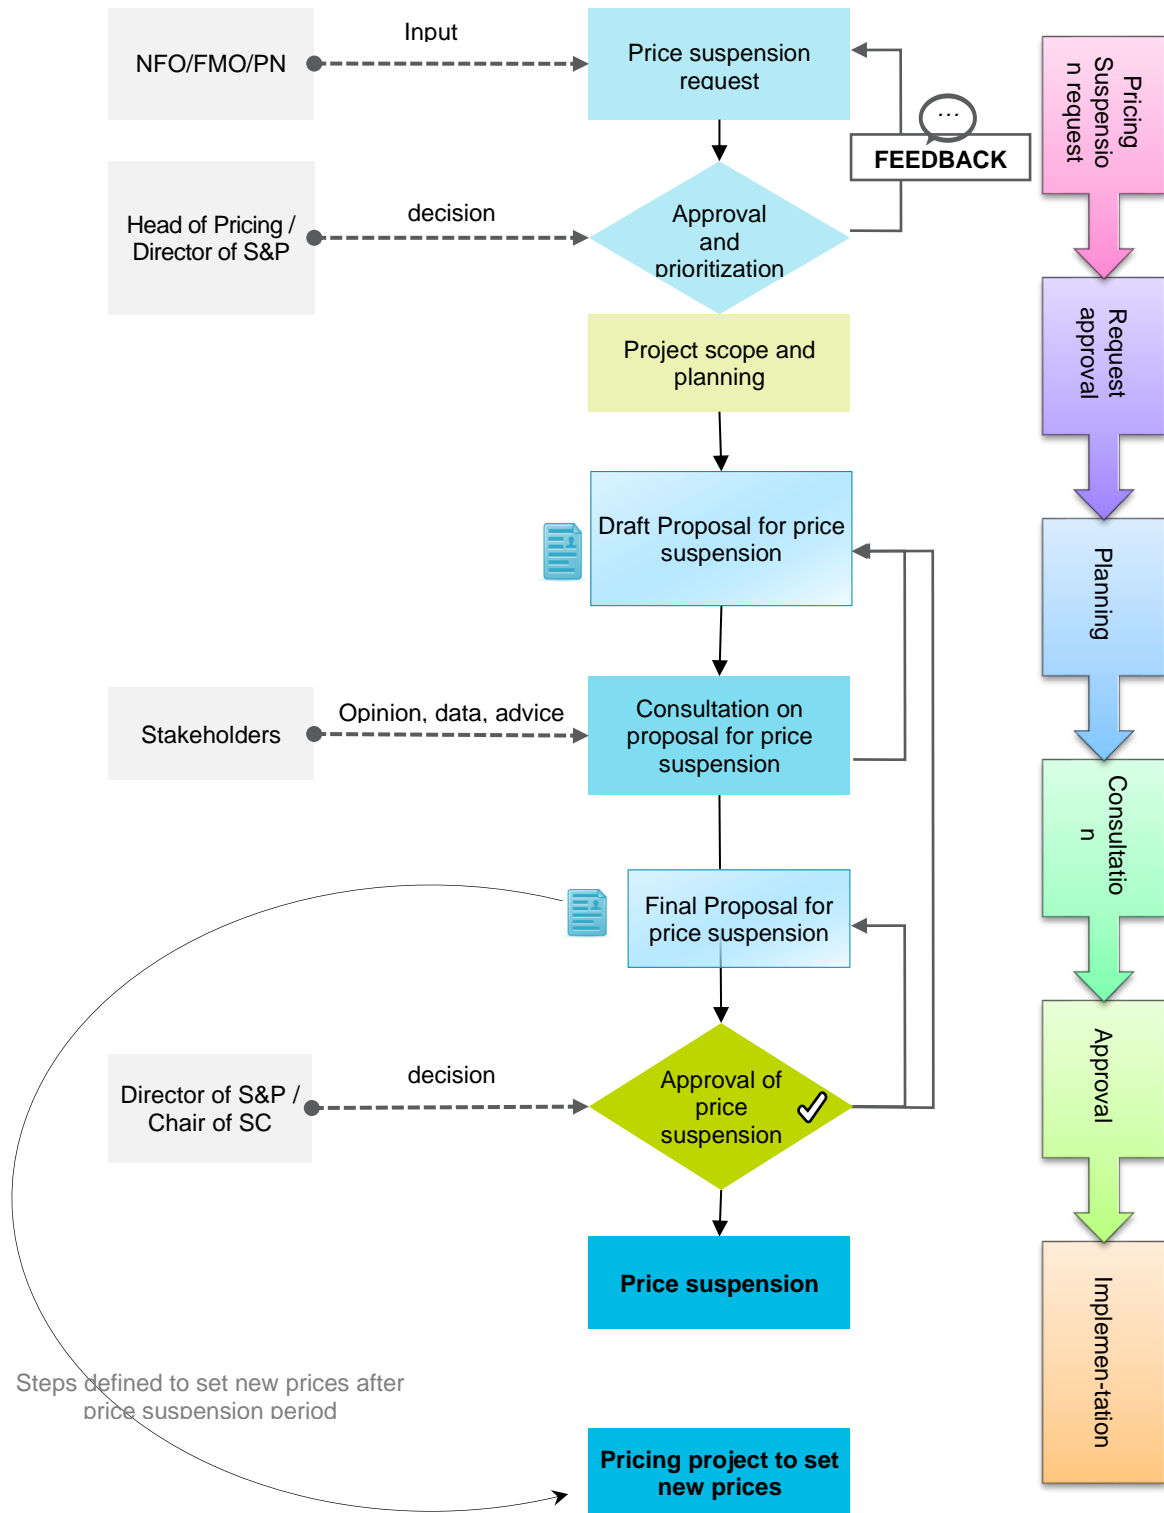 Input
NFO/FMO/PN
Price suspension
request
...
FEEDBACK
decision
Head of Pricing /
Director of S&P
Approval
and
prioritization
Project scope and
planning
Draft Proposal for price
suspension
Opinion, data, advice
Stakeholders
Consultation on
proposal for price
suspension
Final Proposal for
price suspension
decision
Director of S&P /
Chair of SC
Approval of
price
suspension
Price suspension
Steps defined to set new prices after
price suspension period
Pricing project to set
new prices
Pricing
Suspensio
n request
Request
approval
Planning
Consultatio
n
Approval
Implemen-tation